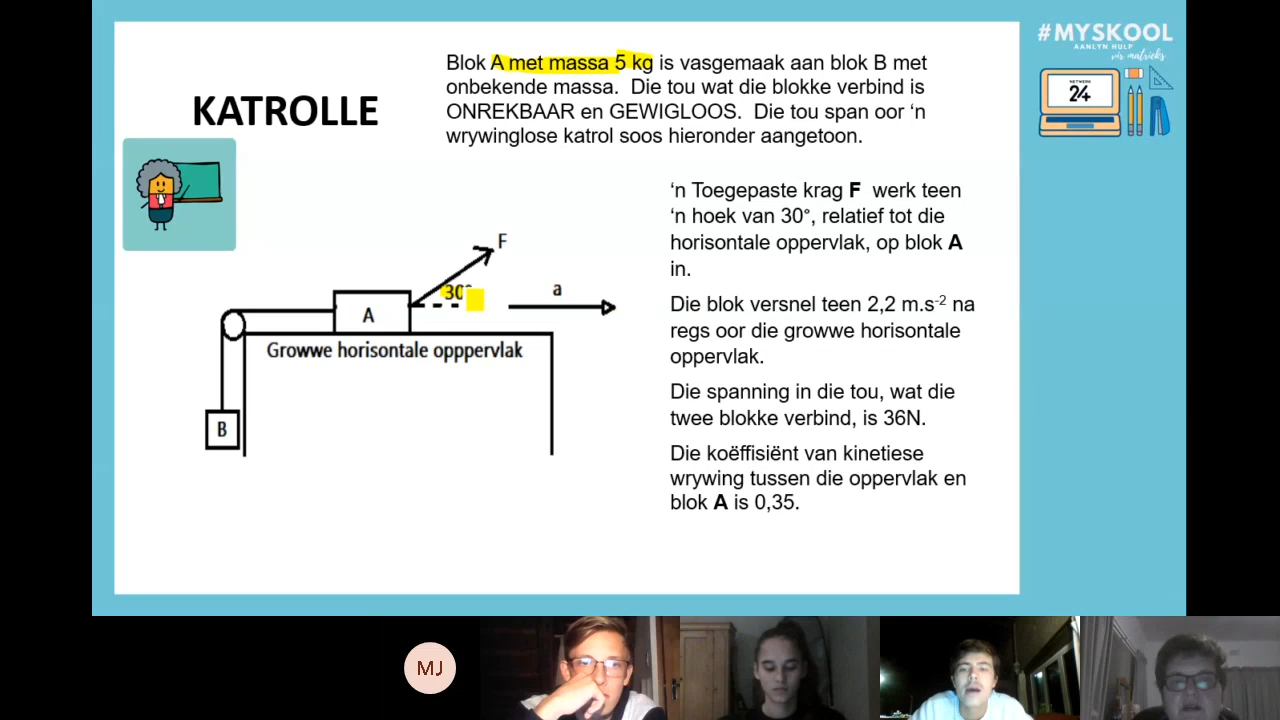 #MYSKOOL
AANLYN HULP
vir matrieks
NETWERK
24
KATROLLE
Blok A met massa 5 kg is vasgemaak aan blok B met
onbekende massa. Die tou wat die blokke verbind is
ONREKBAAR en GEWIGLOOS. Die tou span oor ‘n
wrywinglose katrol soos hieronder aangetoon.
‘n Toegepaste krag F werk teen
‘n hoek van 30°, relatief tot die
horisontale oppervlak, op blok A
in.
Die blok versnel teen 2,2 m.s-2 na
regs oor die growwe horisontale
oppervlak.
Die spanning in die tou, wat die
twee blokke verbind, is 36N.
Die koëffisiënt van kinetiese
wrywing tussen die oppervlak en
blok A is 0,35.
F
30°
a
A
Growwe horisontale opppervlak
B
MJ